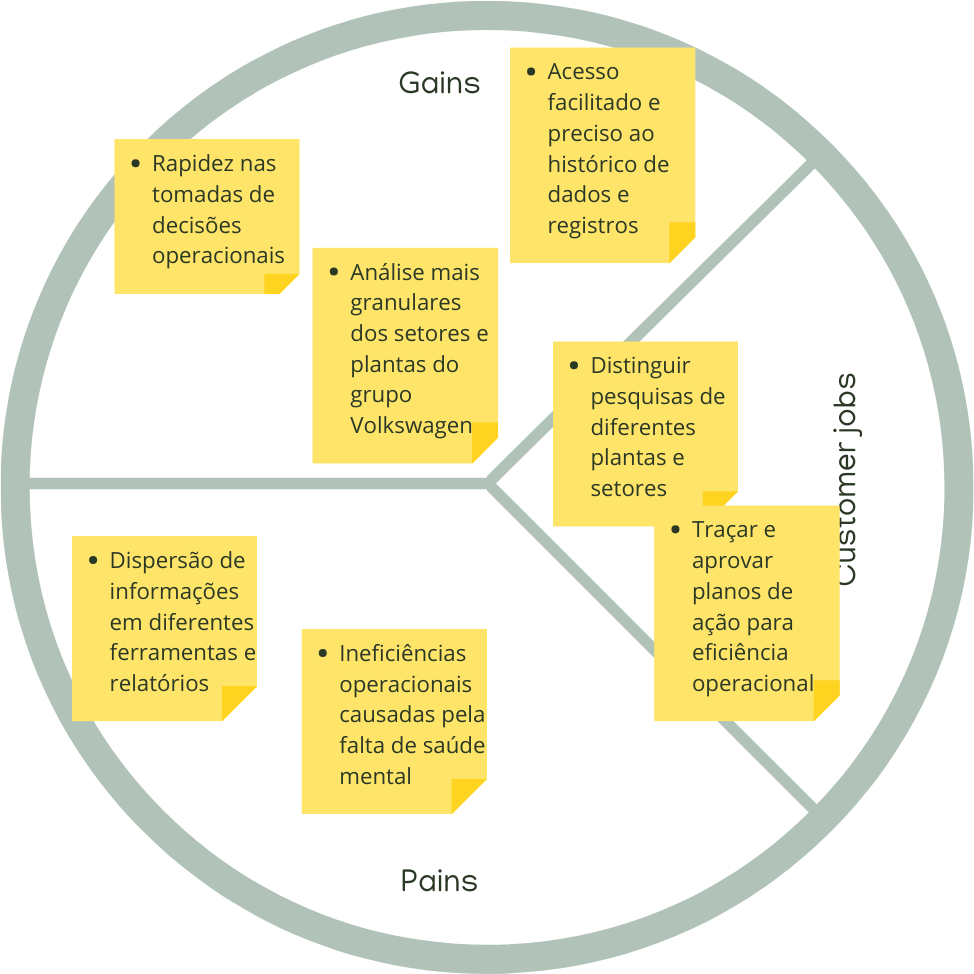 Gains
• Acesso
facilitado e
preciso ao
histórico de
dados e
registros
• Rapidez nas
tomadas de
decisões
operacionais
• Análise mais
granulares
dos setores e
plantas do
grupo
Volkswagen
• Distinguir
pesquisas de
diferentes
plantas e
setores
Customer jobs
• Traçar e
aprovar
planos de
ação para
eficiência
operacional
• Dispersão de
informações
em diferentes
ferramentas e
relatórios
• Ineficiências
operacionais
causadas pela
falta de saúde
mental
Pains